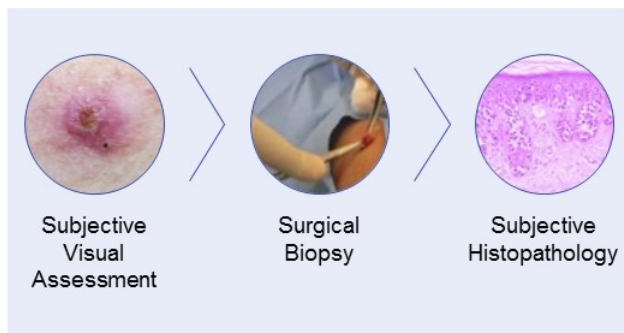 Subjective
Visual
Assessment
Surgical
Biopsy
Subjective
Histopathology